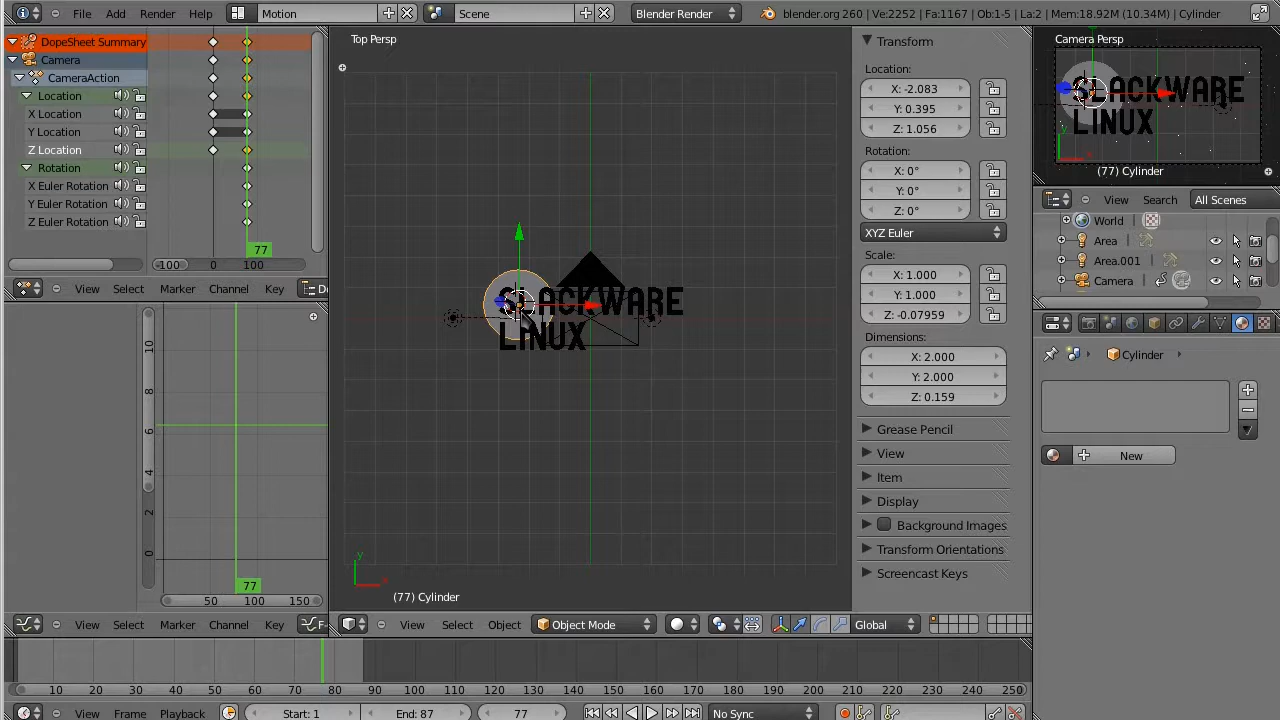 File Add Render Help Motion Scene Blender Render blender.org 260 | Ve:2252 | Fa:1167 | Ob:1-5 | La:2 | Mem:18.92M (10.34M) | Cylinder
DopeSheet Summary
Camera
CameraAction
Location
X Location
Y Location
Z Location
Rotation
X Euler Rotation
Y Euler Rotation
Z Euler Rotation
77
-100 0 100
View Select Marker Channel Key
10
8
6
4
2
0
77
50 100 150
View Select Marker Channel Key
Top Persp
SLACKWARE
LINUX
y
x
(77) Cylinder
View Select Object Object Mode Global
Transform
Location:
X: -2.083
Y: 0.395
Z: 1.056
Rotation:
X: 0°
Y: 0°
Z: 0°
XYZ Euler
Scale:
X: 1.000
Y: 1.000
Z: -0.07959
Dimensions:
X: 2.000
Y: 2.000
Z: 0.159
Grease Pencil
View
Item
Display
Background Images
Transform Orientations
Screencast Keys
Camera Persp
SLACKWARE
LINUX
y
x
(77) Cylinder
View Search All Scenes
World
Area
Area.001
Camera
Cylinder
New
10 20 30 40 50 60 70 80 90 100 110 120 130 140 150 160 170 180 190 200 210 220 230 240 250
View Frame Playback Start: 1 End: 87 77 No Sync